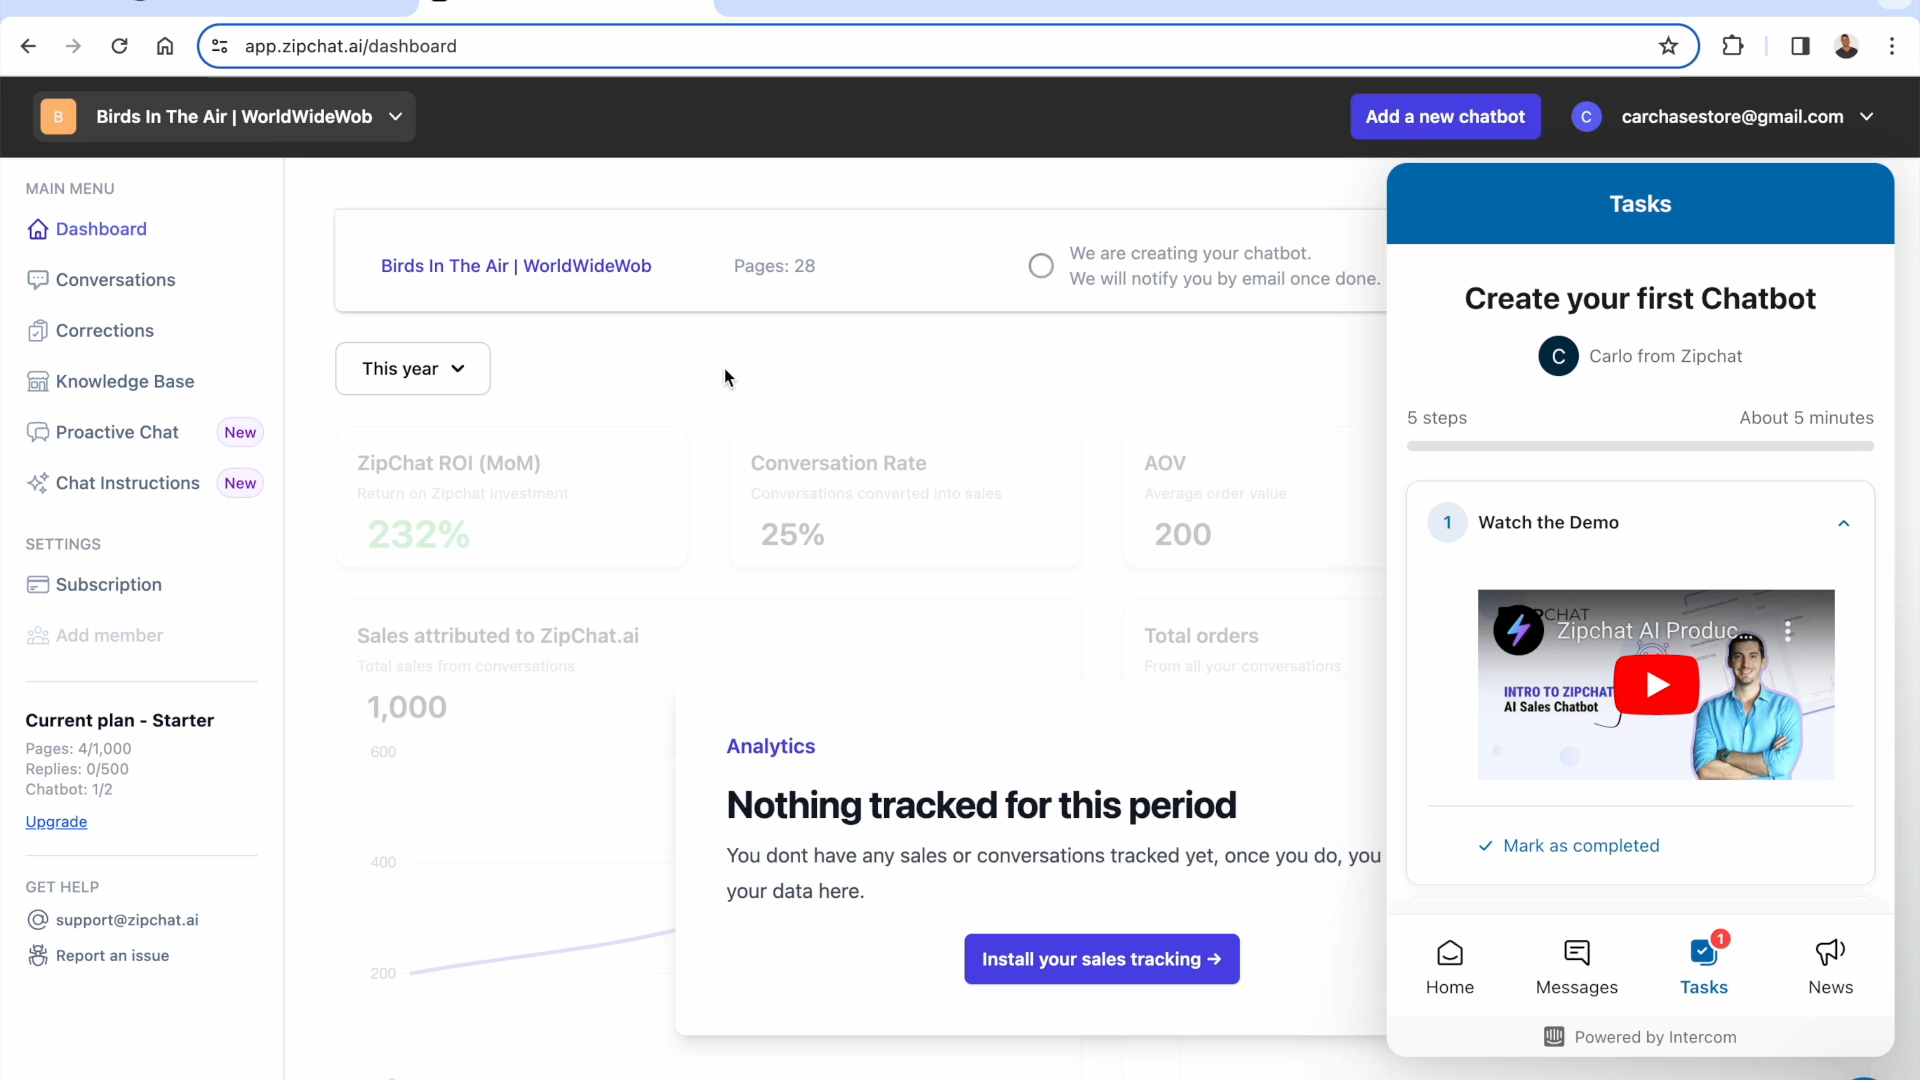 app.zipchat.ai/dashboard
B
Birds In The Air | WorldWideWob
Add a new chatbot
C
carchasestore@gmail.com
MAIN MENU
Dashboard
Conversations
Corrections
Knowledge Base
Proactive Chat
New
Chat Instructions
New
SETTINGS
Subscription
Add member
Current plan - Starter
Pages: 4/1,000
Replies: 0/500
Chatbot: 1/2
Upgrade
GET HELP
support@zipchat.ai
Report an issue
Birds In The Air | WorldWideWob
Pages: 28
We are creating your chatbot.
We will notify you by email once done.
This year
ZipChat ROI (MoM)
Return on Zipchat investment
232%
Conversation Rate
Conversations converted into sales
25%
AOV
Average order value
200
Sales attributed to ZipChat.ai
Total sales from conversations
1,000
600
400
200
Total orders
From all your conversations
Analytics
Nothing tracked for this period
You dont have any sales or conversations tracked yet, once you do, you
your data here.
Install your sales tracking →
Tasks
Create your first Chatbot
C
Carlo from Zipchat
5 steps
About 5 minutes
1
Watch the Demo
CHAT
Zipchat AI Produc...
INTRO TO ZIPCHAT
AI Sales Chatbot
Mark as completed
Home
Messages
1
Tasks
News
Powered by Intercom